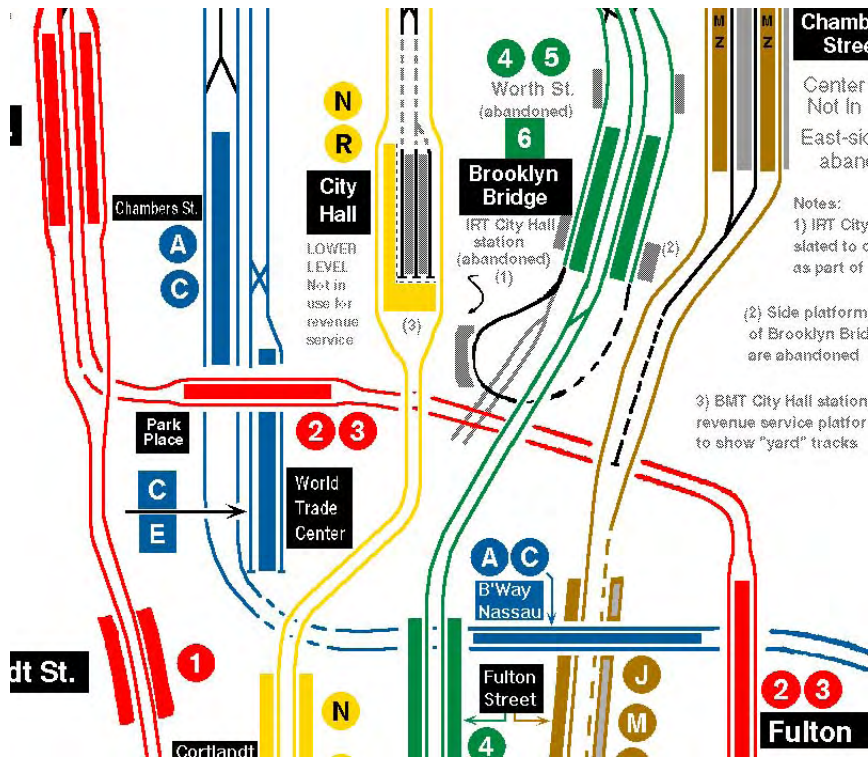 M
Z
M
Z
Chamb
Stree
4 5
Worth St.
(abandoned)
6
Brooklyn
Bridge
IRT City Hall
station
(abandoned)
(1)
N
R
City
Hall
LOWER
LEVEL
Not in
use for
revenue
service
(3)
Chambers St.
A
C
Center
Not In
East-sid
aband
Notes:
1) IRT City
slated to c
as part of
(2)
(2) Side platform
of Brooklyn Brid
are abandoned
3) BMT City Hall station
revenue service platfor
to show "yard" tracks
Park
Place
2 3
C
E
World
Trade
Center
A C
B'Way
Nassau
dt St.
1
N
Cortlandt
Fulton
Street
4
J
M
2 3
Fulton